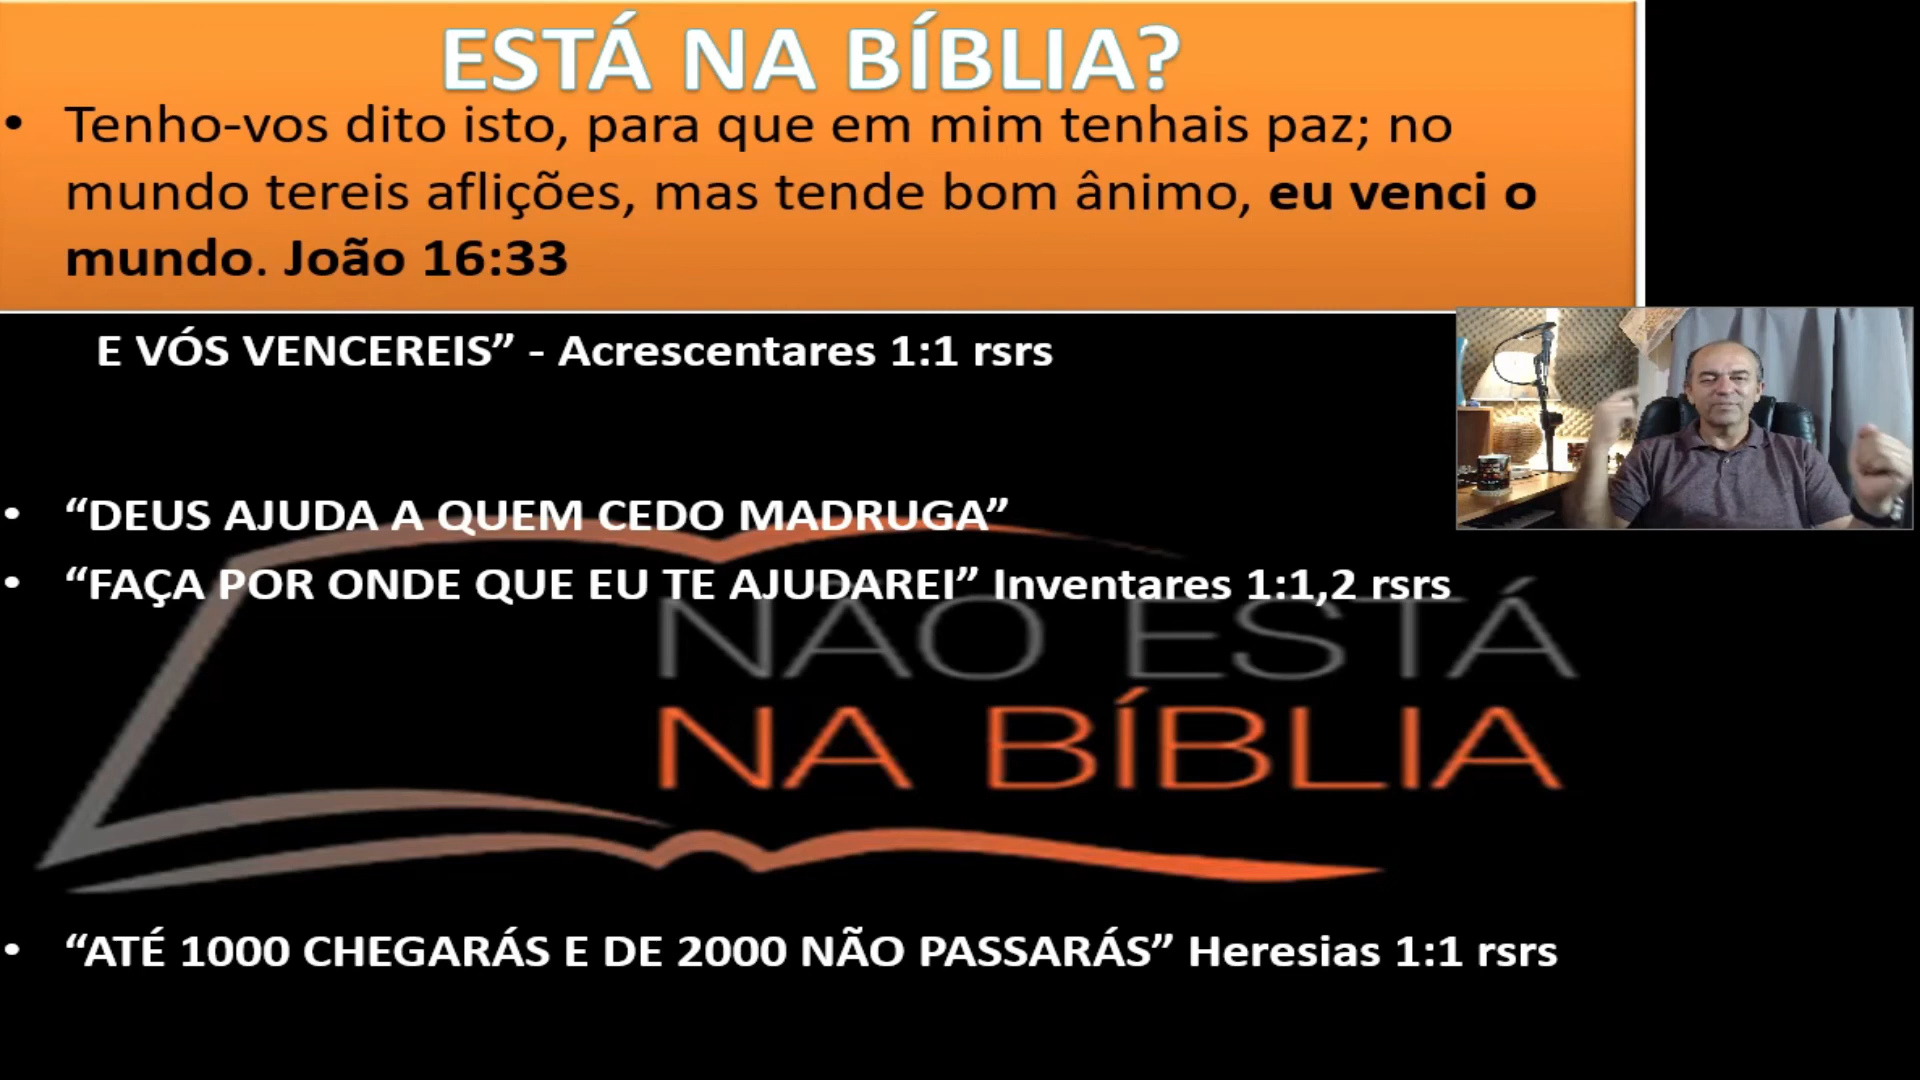 ESTÁ NA BÍBLIA?
• Tenho-vos dito isto, para que em mim tenhais paz; no
mundo tereis aflições, mas tende bom ânimo, eu venci o
mundo. João 16:33
E VÓS VENCEREIS” - Acrescentares 1:1 rsrs
• “DEUS AJUDA A QUEM CEDO MADRUGA”
• “FAÇA POR ONDE QUE EU TE AJUDAREI” Inventares 1:1,2 rsrs
NÃO ESTÁ
NA BÍBLIA
• “ATÉ 1000 CHEGARÁS E DE 2000 NÃO PASSARÁS” Heresias 1:1 rsrs